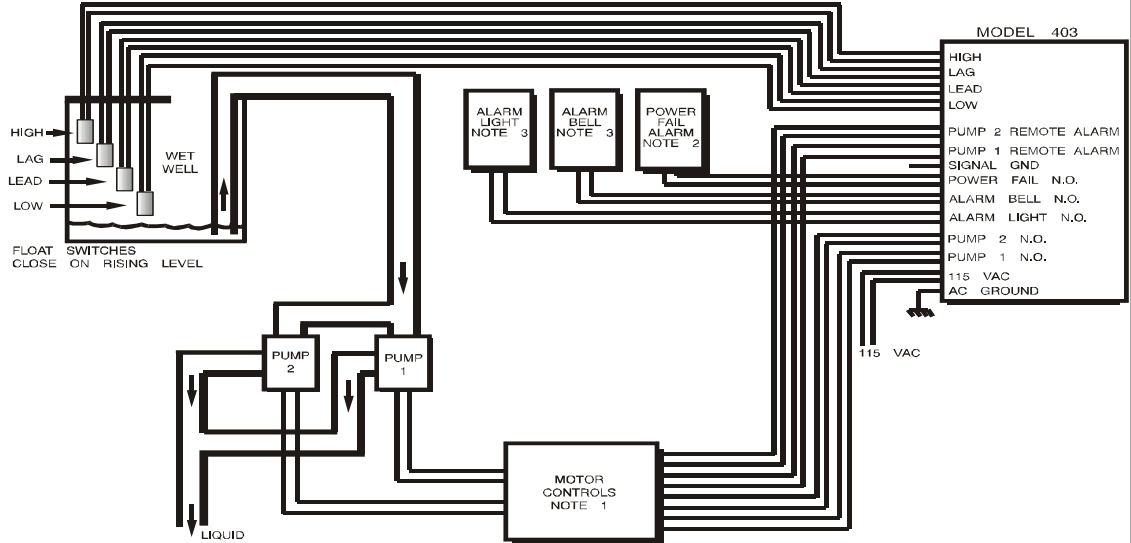 MODEL 403
HIGH
LAG
LEAD
LOW
PUMP 2 REMOTE ALARM
PUMP 1 REMOTE ALARM
SIGNAL GND
POWER FAIL N.O.
ALARM BELL N.O.
ALARM LIGHT N.O.
PUMP 2 N.O.
PUMP 1 N.O.
115 VAC
AC GROUND
115 VAC
ALARM
LIGHT
NOTE 3
ALARM
BELL
NOTE 3
POWER
FAIL
ALARM
NOTE 2
HIGH
LAG
LEAD
LOW
WET
WELL
FLOAT SWITCHES
CLOSE ON RISING LEVEL
PUMP
2
PUMP
1
MOTOR
CONTROLS
NOTE 1
LIQUID